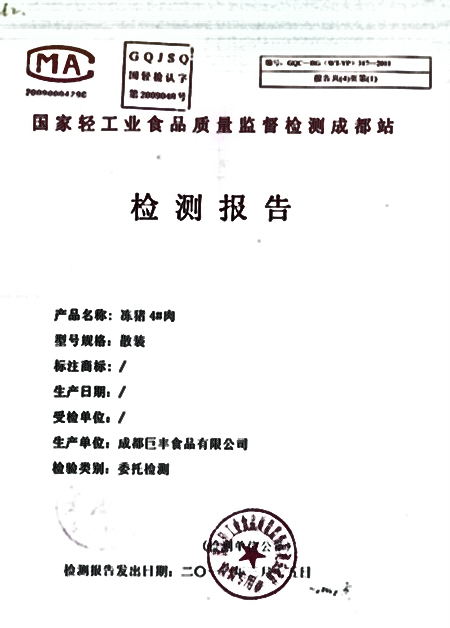 MA
2009000479C
GQJSQ
国轻检认字
第2009040号
编号：GQC—BG（WT-YP）317—2011
报告共(4)页第(1)
国家轻工业食品质量监督检测成都站
检测报告
产品名称：冻猪4#肉
型号规格：散装
标注商标：/
生产日期：/
受检单位：/
生产单位：成都巨丰食品有限公司
检验类别：委托检测
检测报告发出日期：二〇
五日